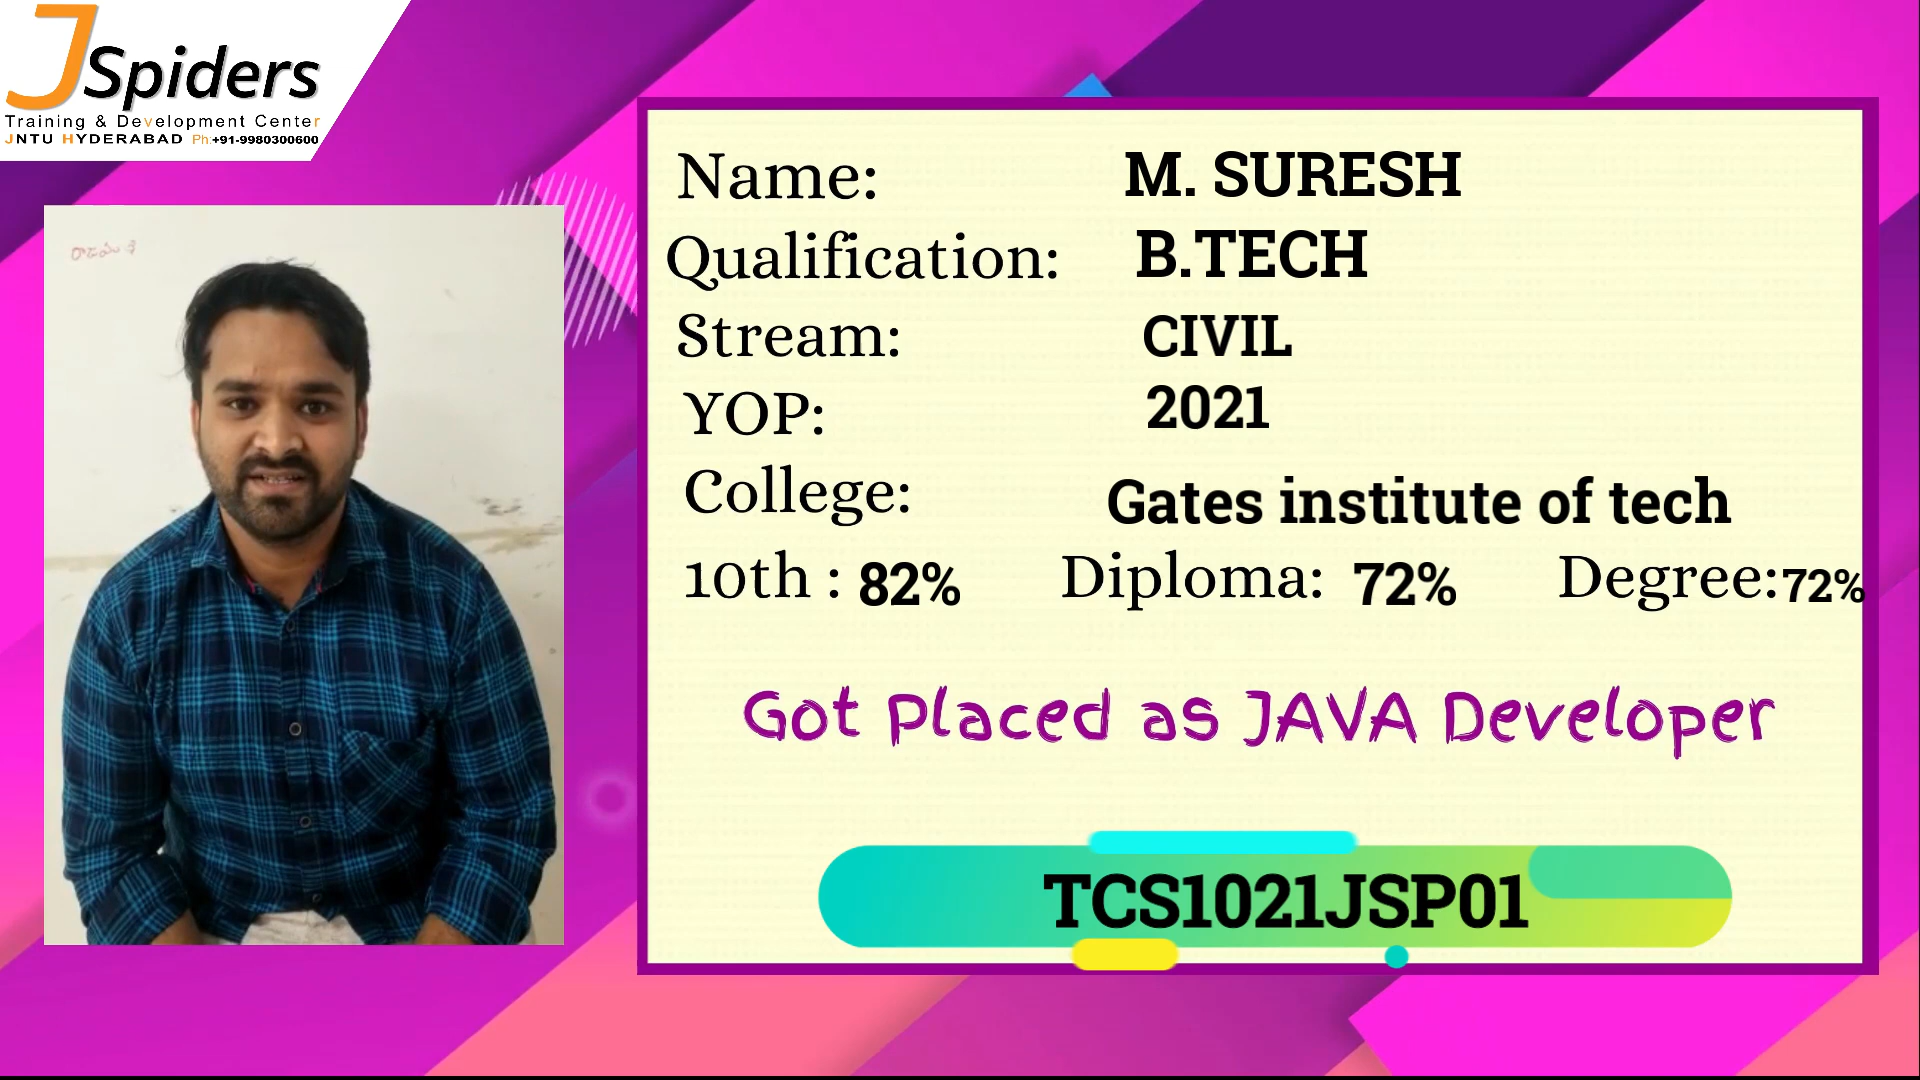 JSpiders
Training & Development Center
JNTU HYDERABAD Ph:+91-9980300600
Name: M. SURESH
Qualification: B.TECH
Stream: CIVIL
YOP: 2021
College: Gates institute of tech
10th : 82% Diploma: 72% Degree:72%
Got Placed as JAVA Developer
TCS1021JSP01